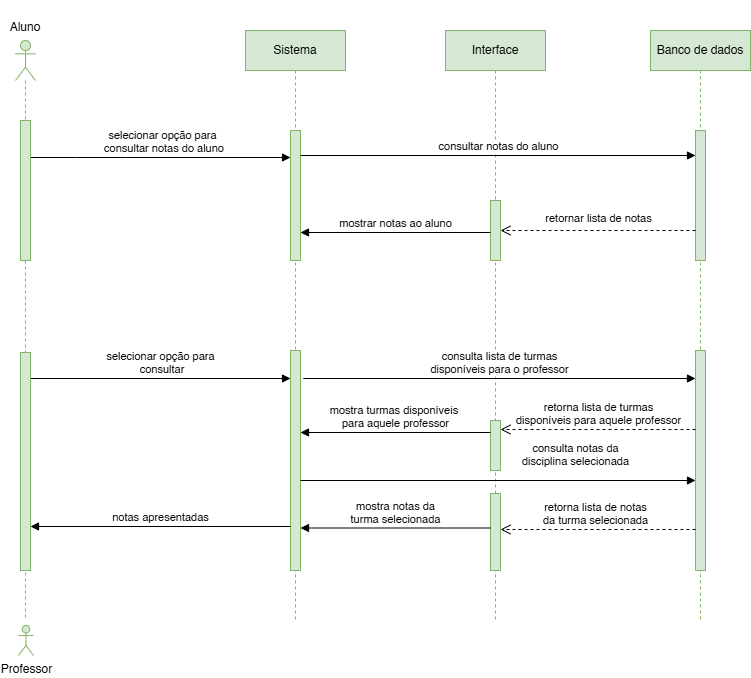 Aluno
Sistema
Interface
Banco de dados
selecionar opção para
consultar notas do aluno
consultar notas do aluno
retornar lista de notas
mostrar notas ao aluno
selecionar opção para
consultar
consulta lista de turmas
disponíveis para o professor
mostra turmas disponíveis
para aquele professor
retorna lista de turmas
disponíveis para aquele professor
consulta notas da
disciplina selecionada
notas apresentadas
mostra notas da
turma selecionada
retorna lista de notas
da turma selecionada
Professor